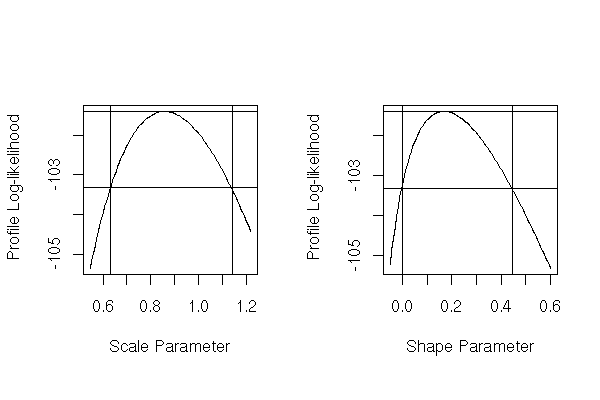 Profile Log-likelihood
-103
-105
0.6 0.8 1.0 1.2
Scale Parameter
Profile Log-likelihood
-103
-105
0.0 0.2 0.4 0.6
Shape Parameter